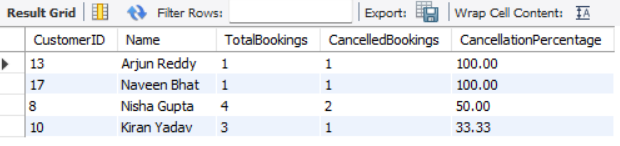 Result Grid Filter Rows: Export: Wrap Cell Content: IA
CustomerID Name TotalBookings CancelledBookings CancellationPercentage
13 Arjun Reddy 1 1 100.00
17 Naveen Bhat 1 1 100.00
8 Nisha Gupta 4 2 50.00
10 Kiran Yadav 3 1 33.33